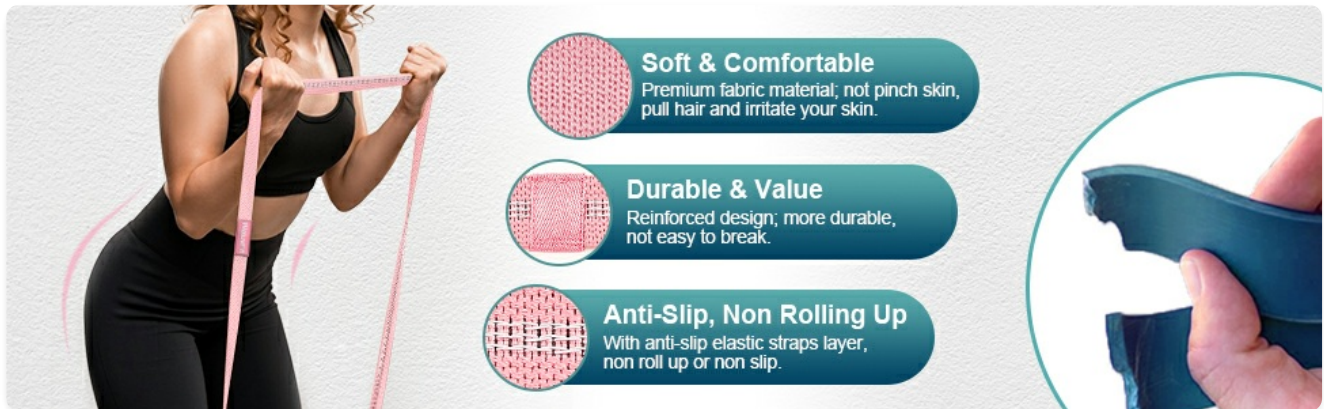 Soft & Comfortable
Premium fabric material; not pinch skin,
pull hair and irritate your skin.
Durable & Value
Reinforced design; more durable,
not easy to break.
Anti-Slip, Non Rolling Up
With anti-slip elastic straps layer,
non roll up or non slip.